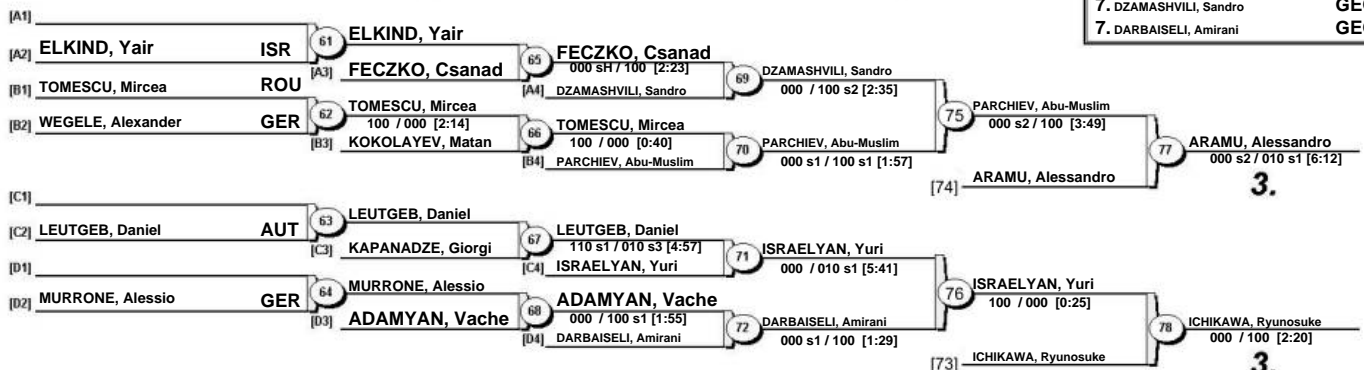 7. DZAMASHVILI, Sandro GEO
7. DARBAISELI, Amirani GEO
[A1]
[A2] ELKIND, Yair ISR
61
ELKIND, Yair
[A3] FECZKO, Csanad
65
FECZKO, Csanad
000 sH / 100 [2:23]
[A4] DZAMASHVILI, Sandro
69
DZAMASHVILI, Sandro
000 / 100 s2 [2:35]
[B1] TOMESCU, Mircea ROU
[B2] WEGELE, Alexander GER
62
TOMESCU, Mircea
100 / 000 [2:14]
[B3] KOKOLAYEV, Matan
66
TOMESCU, Mircea
100 / 000 [0:40]
[B4] PARCHIEV, Abu-Muslim
70
PARCHIEV, Abu-Muslim
000 s1 / 100 s1 [1:57]
75
PARCHIEV, Abu-Muslim
000 s2 / 100 [3:49]
[74] ARAMU, Alessandro
77
ARAMU, Alessandro
000 s2 / 010 s1 [6:12]
3.
[C1]
[C2] LEUTGEB, Daniel AUT
63
LEUTGEB, Daniel
[C3] KAPANADZE, Giorgi
67
LEUTGEB, Daniel
110 s1 / 010 s3 [4:57]
[C4] ISRAELYAN, Yuri
71
ISRAELYAN, Yuri
000 / 010 s1 [5:41]
[D1]
[D2] MURRONE, Alessio GER
64
MURRONE, Alessio
[D3] ADAMYAN, Vache
68
ADAMYAN, Vache
000 / 100 s1 [1:55]
[D4] DARBAISELI, Amirani
72
DARBAISELI, Amirani
000 s1 / 100 [1:29]
76
ISRAELYAN, Yuri
100 / 000 [0:25]
[73] ICHIKAWA, Ryunosuke
78
ICHIKAWA, Ryunosuke
000 / 100 [2:20]
3.